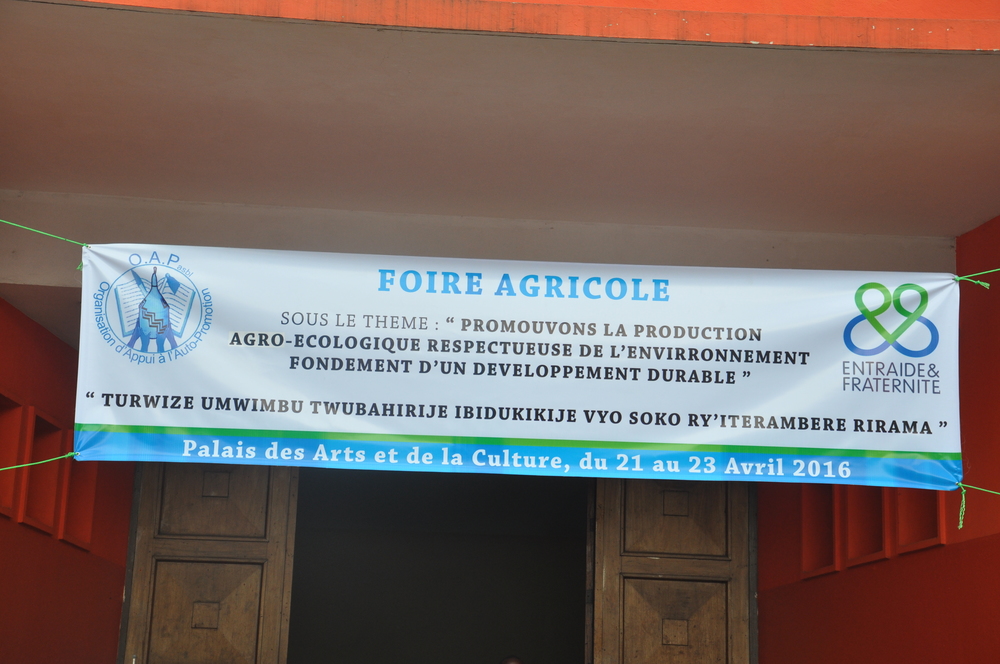 O.A.P asbl
Organisation d'Appui à l'Auto-Promotion
FOIRE AGRICOLE
SOUS LE THEME : “ PROMOUVONS LA PRODUCTION
AGRO-ECOLOGIQUE RESPECTUEUSE DE L’ENVIRRONNEMENT
FONDEMENT D’UN DEVELOPPEMENT DURABLE ”
ENTRAIDE&
FRATERNITE
“ TURWIZE UMWIMBU TWUBAHIRIJE IBIDUKIKIJE VYO SOKO RY’ITERAMBERE RIRAMA ”
Palais des Arts et de la Culture, du 21 au 23 Avril 2016